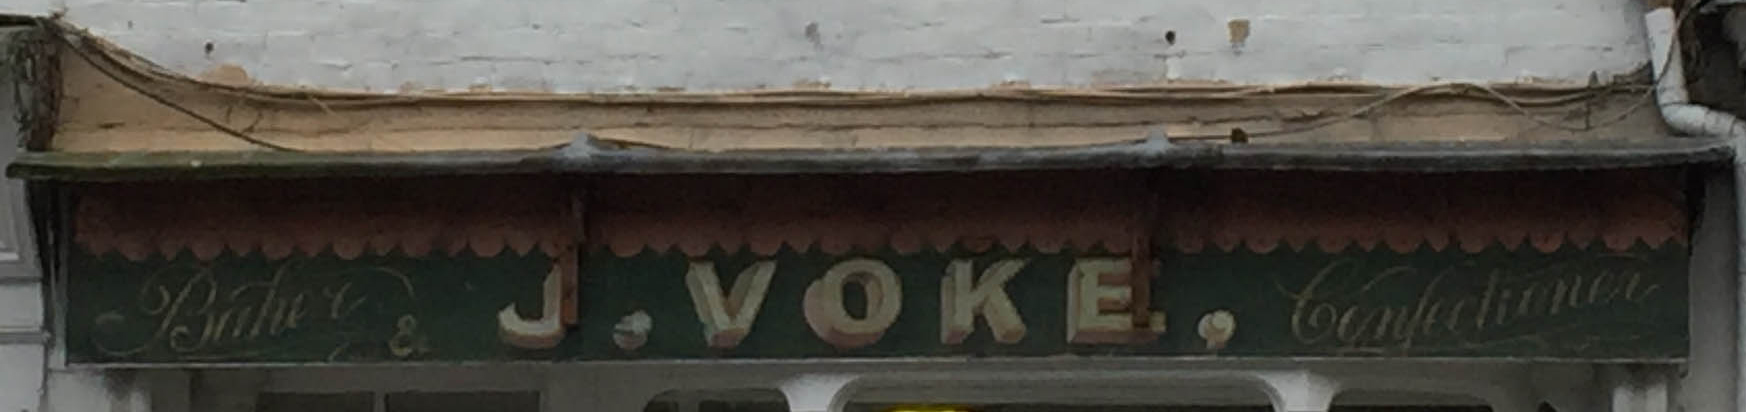 Baker & J. VOKE, Confectioner